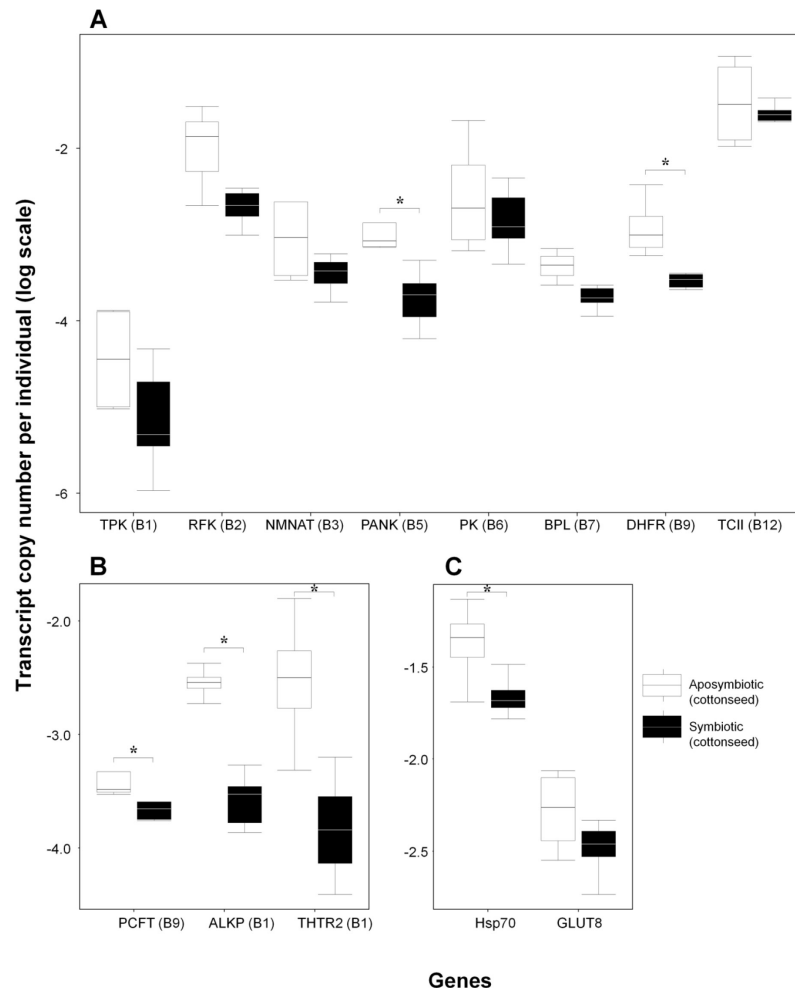 A
Transcript copy number per individual (log scale)
-2
-4
-6
*
*
TPK (B1)
RFK (B2)
NMNAT (B3)
PANK (B5)
PK (B6)
BPL (B7)
DHFR (B9)
TCII (B12)
B
-2.0
-3.0
-4.0
*
*
*
PCFT (B9)
ALKP (B1)
THTR2 (B1)
C
-1.5
-2.0
-2.5
*
Hsp70
GLUT8
Aposymbiotic
(cottonseed)
Symbiotic
(cottonseed)
Genes